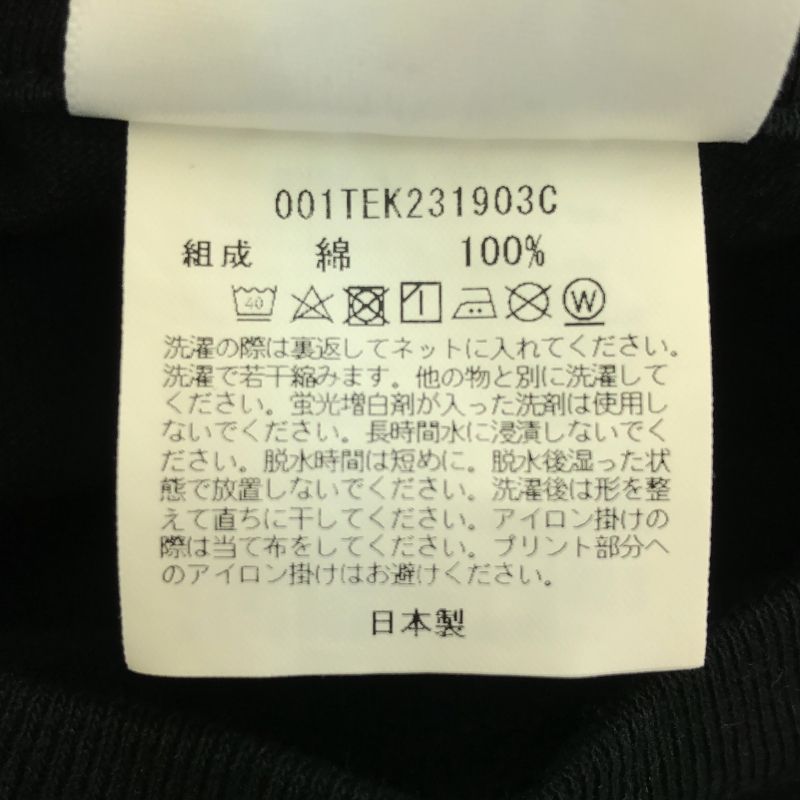 001TEK231903C
組成 綿 100%
40 W
洗濯の際は裏返してネットに入れてください。
洗濯で若干縮みます。他の物と別に洗濯して
ください。蛍光増白剤が入った洗剤は使用し
ないでください。長時間水に浸漬しないでく
ださい。脱水時間は短めに。脱水後湿った状
態で放置しないでください。洗濯後は形を整
えて直ちに干してください。アイロン掛けの
際は当て布をしてください。プリント部分へ
のアイロン掛けはお避けください。
日本製